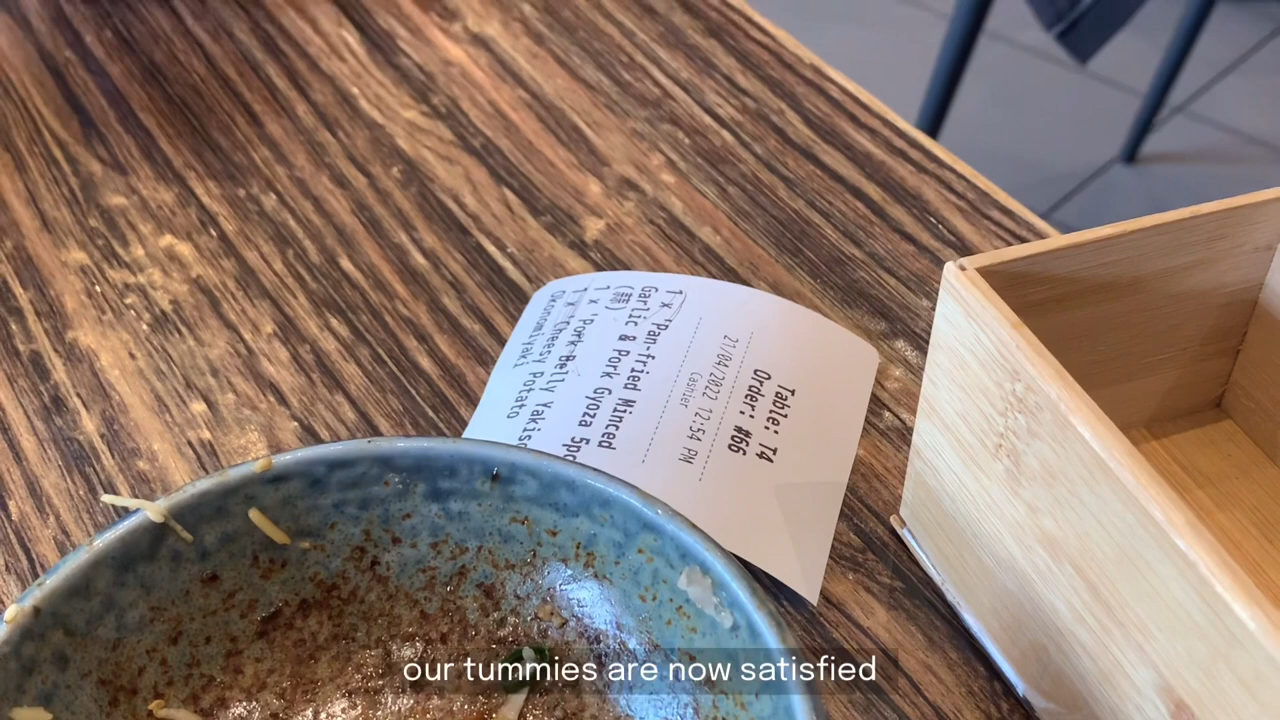 Table: T4
Order: #66
21/04/2022 12:54 PM
Cashier
1 x 'Pan-fried Minced
Garlic & Pork Gyoza 5pc
1 x 'Pork Belly Yakiso
1 x 'Cheesy Potato
Okonomiyaki
our tummies are now satisfied